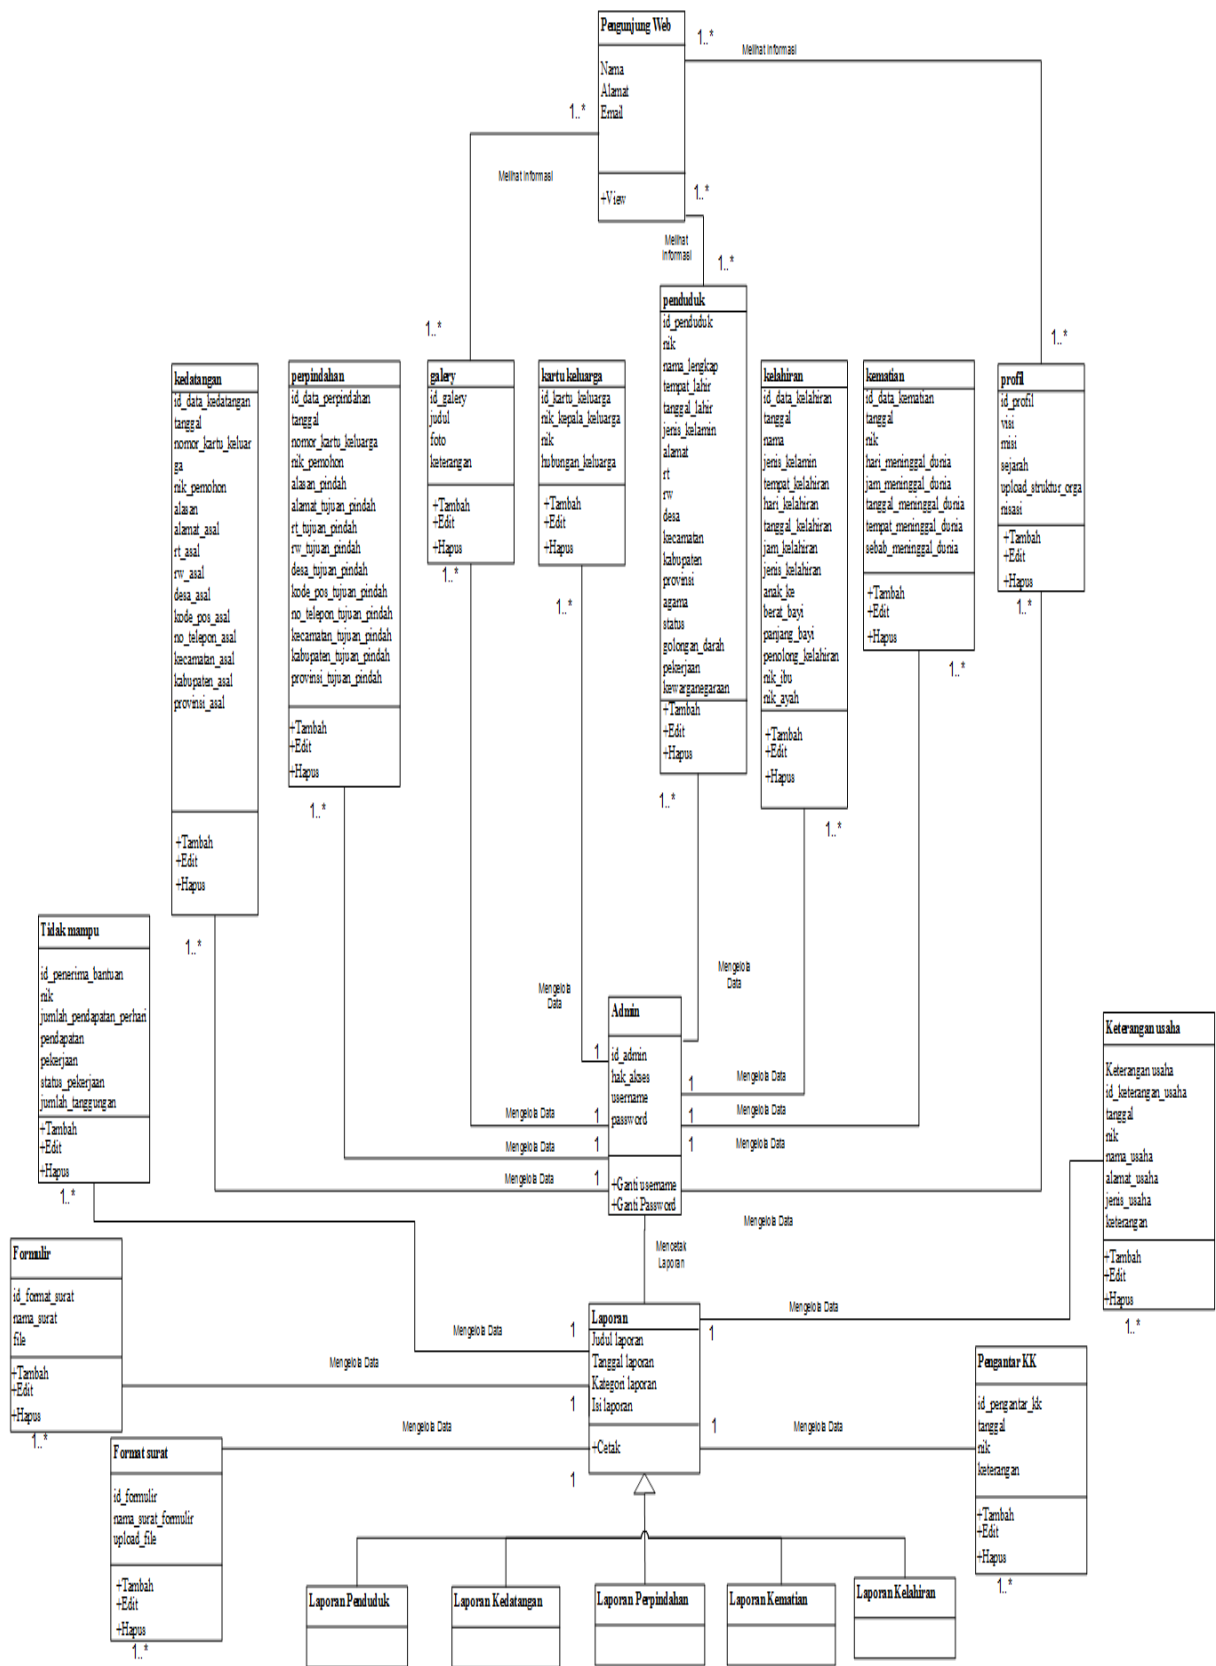 Pengunjung Web
Nama
Alamat
Email
+View
1..*
Melihat Informasi
1..*
Melihat Informasi
1..*
Melihat
Informasi
1..*
1..*
1..*
kedatangan
id_data_kedatangan
tanggal
nomor_kartu_keluar
ga
nik_pemohon
alasan
alamat_asal
rt_asal
rw_asal
desa_asal
kode_pos_asal
no_telepon_asal
kecamatan_asal
kabupaten_asal
provinsi_asal
+Tambah
+Edit
+Hapus
1..*
perpindahan
id_data_perpindahan
tanggal
nomor_kartu_keluarga
nik_pemohon
alasan_pindah
alamat_tujuan_pindah
rt_tujuan_pindah
rw_tujuan_pindah
desa_tujuan_pindah
kode_pos_tujuan_pindah
no_telepon_tujuan_pindah
kecamatan_tujuan_pindah
kabupaten_tujuan_pindah
provinsi_tujuan_pindah
+Tambah
+Edit
+Hapus
1..*
galery
id_galery
judul
foto
keterangan
+Tambah
+Edit
+Hapus
1..*
kartu keluarga
id_kartu_keluarga
nik_kepala_keluarga
nik
hubungan_keluarga
+Tambah
+Edit
+Hapus
1..*
penduduk
id_penduduk
nik
nama_lengkap
tempat_lahir
tanggal_lahir
jenis_kelamin
alamat
rt
rw
desa
kecamatan
kabupaten
provinsi
agama
status
golongan_darah
pekerjaan
kewarganegaraan
+Tambah
+Edit
+Hapus
1..*
kelahiran
id_data_kelahiran
tanggal
nama
jenis_kelamin
tempat_kelahiran
hari_kelahiran
tanggal_kelahiran
jam_kelahiran
jenis_kelahiran
anak_ke
berat_bayi
panjang_bayi
penolong_kelahiran
nik_ibu
nik_ayah
+Tambah
+Edit
+Hapus
1..*
kematian
id_data_kematian
tanggal
nik
hari_meninggal_dunia
jam_meninggal_dunia
tanggal_meninggal_dunia
tempat_meninggal_dunia
sebab_meninggal_dunia
+Tambah
+Edit
+Hapus
1..*
profil
id_profil
visi
misi
sejarah
upload_struktur_orga
nisasi
+Tambah
+Edit
+Hapus
1..*
Tidak mampu
id_penerima_bantuan
nik
jumlah_pendapatan_perhari
pendapatan
pekerjaan
status_pekerjaan
jumlah_tanggungan
+Tambah
+Edit
+Hapus
1..*
Mengelola
Data
Mengelola
Data
Admin
id_admin
hak_akses
username
password
+Ganti username
+Ganti Password
1
1
Mengelola Data
Mengelola Data
1
1
Mengelola Data
Mengelola Data
1
1
Mengelola Data
Mengelola Data
1
Mengelola Data
Keterangan usaha
Keterangan usaha
id_keterangan_usaha
tanggal
nik
nama_usaha
alamat_usaha
jenis_usaha
keterangan
+Tambah
+Edit
+Hapus
1..*
Mencetak
Laporan
Formulir
id_format_surat
nama_surat
file
+Tambah
+Edit
+Hapus
1..*
Laporan
Judul laporan
Tanggal laporan
Kategori laporan
Isi laporan
+Cetak
Mengelola Data
1
1
Mengelola Data
Mengelola Data
1
Mengelola Data
1
1
Mengelola Data
Pengantar KK
id_pengantar_kk
tanggal
nik
keterangan
+Tambah
+Edit
+Hapus
1..*
Format surat
id_formulir
nama_surat_formulir
upload_file
+Tambah
+Edit
+Hapus
1..*
Laporan Penduduk
Laporan Kedatangan
Laporan Perpindahan
Laporan Kematian
Laporan Kelahiran